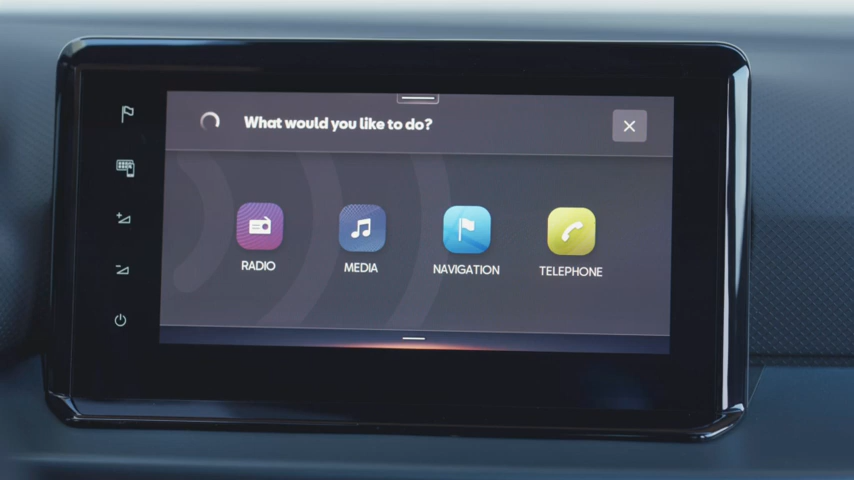 What would you like to do?
RADIO
MEDIA
NAVIGATION
TELEPHONE